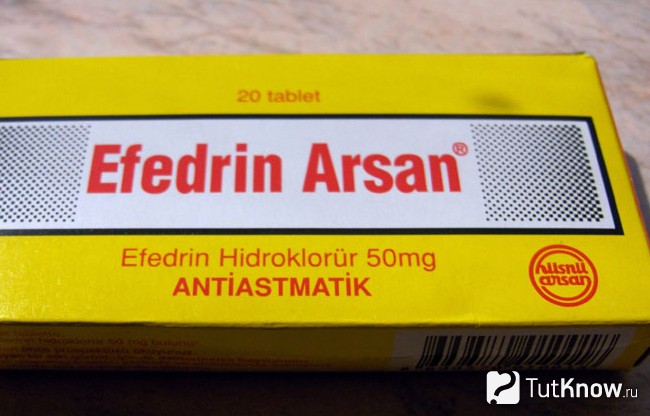 20 tablet
Efedrin Arsan®
Efedrin Hidroklorür 50mg
ANTİASTMATİK
hüsnü
arsan
TutKnow.ru